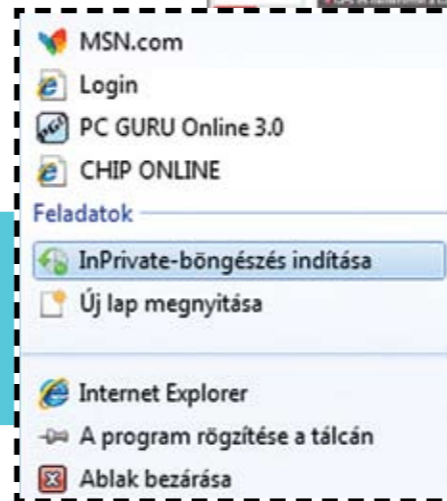 MSN.com
Login
PC GURU Online 3.0
CHIP ONLINE
Feladatok
InPrivate-böngészés indítása
Új lap megnyitása
Internet Explorer
A program rögzítése a tálcán
Ablak bezárása